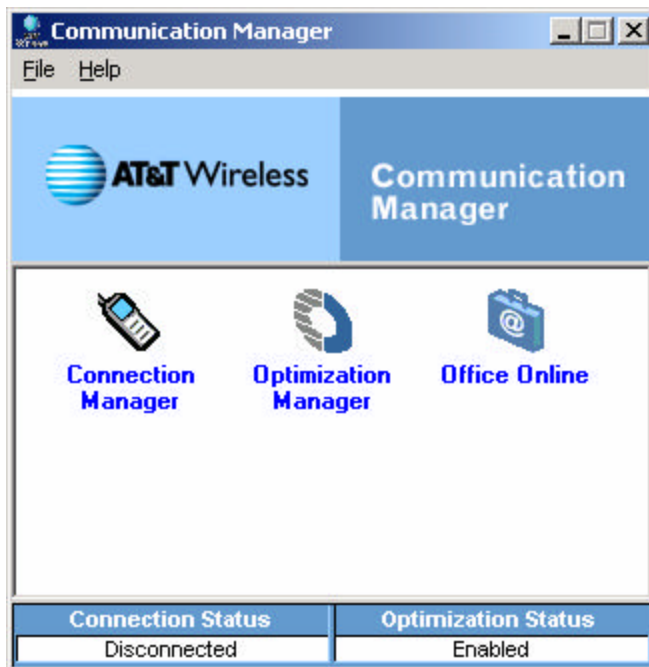 Communication Manager
File Help
AT&T Wireless
Communication
Manager
@
Connection
Manager
Optimization
Manager
Office Online
Connection Status
Optimization Status
Disconnected
Enabled